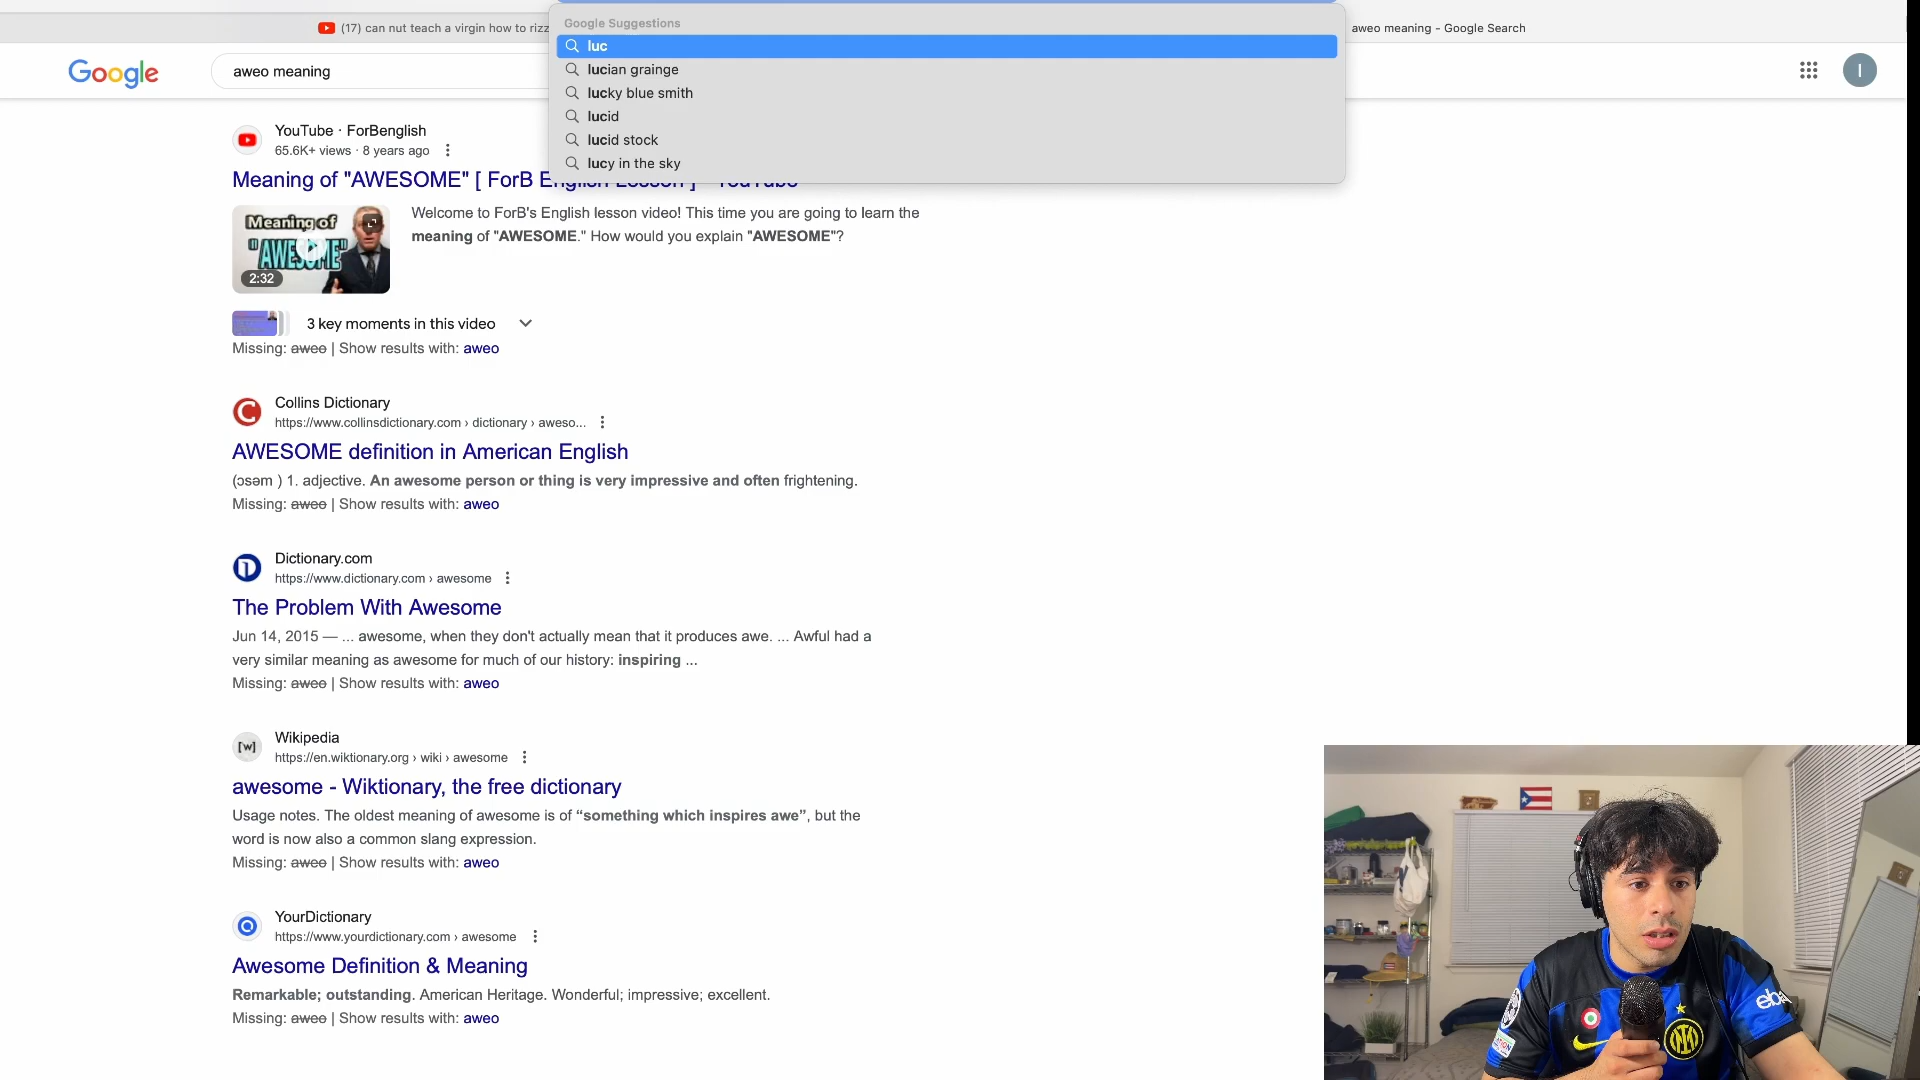 (17) can nut teach a virgin how to rizz
aweo meaning - Google Search
Google Suggestions
luc
lucian grainge
lucky blue smith
lucid
lucid stock
lucy in the sky
Google
aweo meaning
I
YouTube · ForBenglish
65.6K+ views · 8 years ago
Meaning of "AWESOME" [ ForB English Lesson ] - YouTube
Meaning of
"AWESOME"
2:32
Welcome to ForB's English lesson video! This time you are going to learn the
meaning of "AWESOME." How would you explain "AWESOME"?
3 key moments in this video
Missing: aweo | Show results with: aweo
Collins Dictionary
https://www.collinsdictionary.com › dictionary › aweso...
AWESOME definition in American English
(ɔsəm ) 1. adjective. An awesome person or thing is very impressive and often frightening.
Missing: aweo | Show results with: aweo
Dictionary.com
https://www.dictionary.com › awesome
The Problem With Awesome
Jun 14, 2015 — ... awesome, when they don't actually mean that it produces awe. ... Awful had a
very similar meaning as awesome for much of our history: inspiring ...
Missing: aweo | Show results with: aweo
[w]
Wikipedia
https://en.wiktionary.org › wiki › awesome
awesome - Wiktionary, the free dictionary
Usage notes. The oldest meaning of awesome is of “something which inspires awe”, but the
word is now also a common slang expression.
Missing: aweo | Show results with: aweo
YourDictionary
https://www.yourdictionary.com › awesome
Awesome Definition & Meaning
Remarkable; outstanding. American Heritage. Wonderful; impressive; excellent.
Missing: aweo | Show results with: aweo
eba